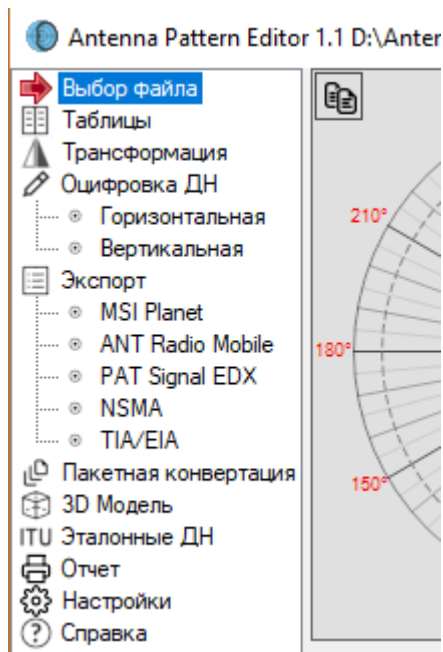 Antenna Pattern Editor 1.1 D:\Anter
Выбор файла
Таблицы
Трансформация
Оцифровка ДН
Горизонтальная
Вертикальная
Экспорт
MSI Planet
ANT Radio Mobile
PAT Signal EDX
NSMA
TIA/EIA
Пакетная конвертация
3D Модель
ITU Эталонные ДН
Отчет
Настройки
? Справка
210°
180°
150°